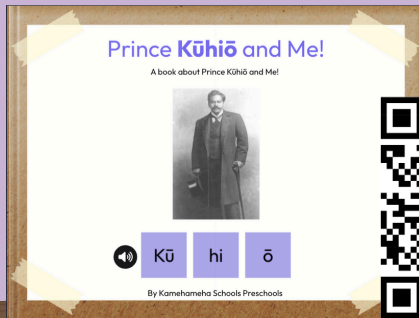 Prince Kūhiō and Me!
A book about Prince Kūhiō and Me!
Kū hi ō
By Kamehameha Schools Preschools